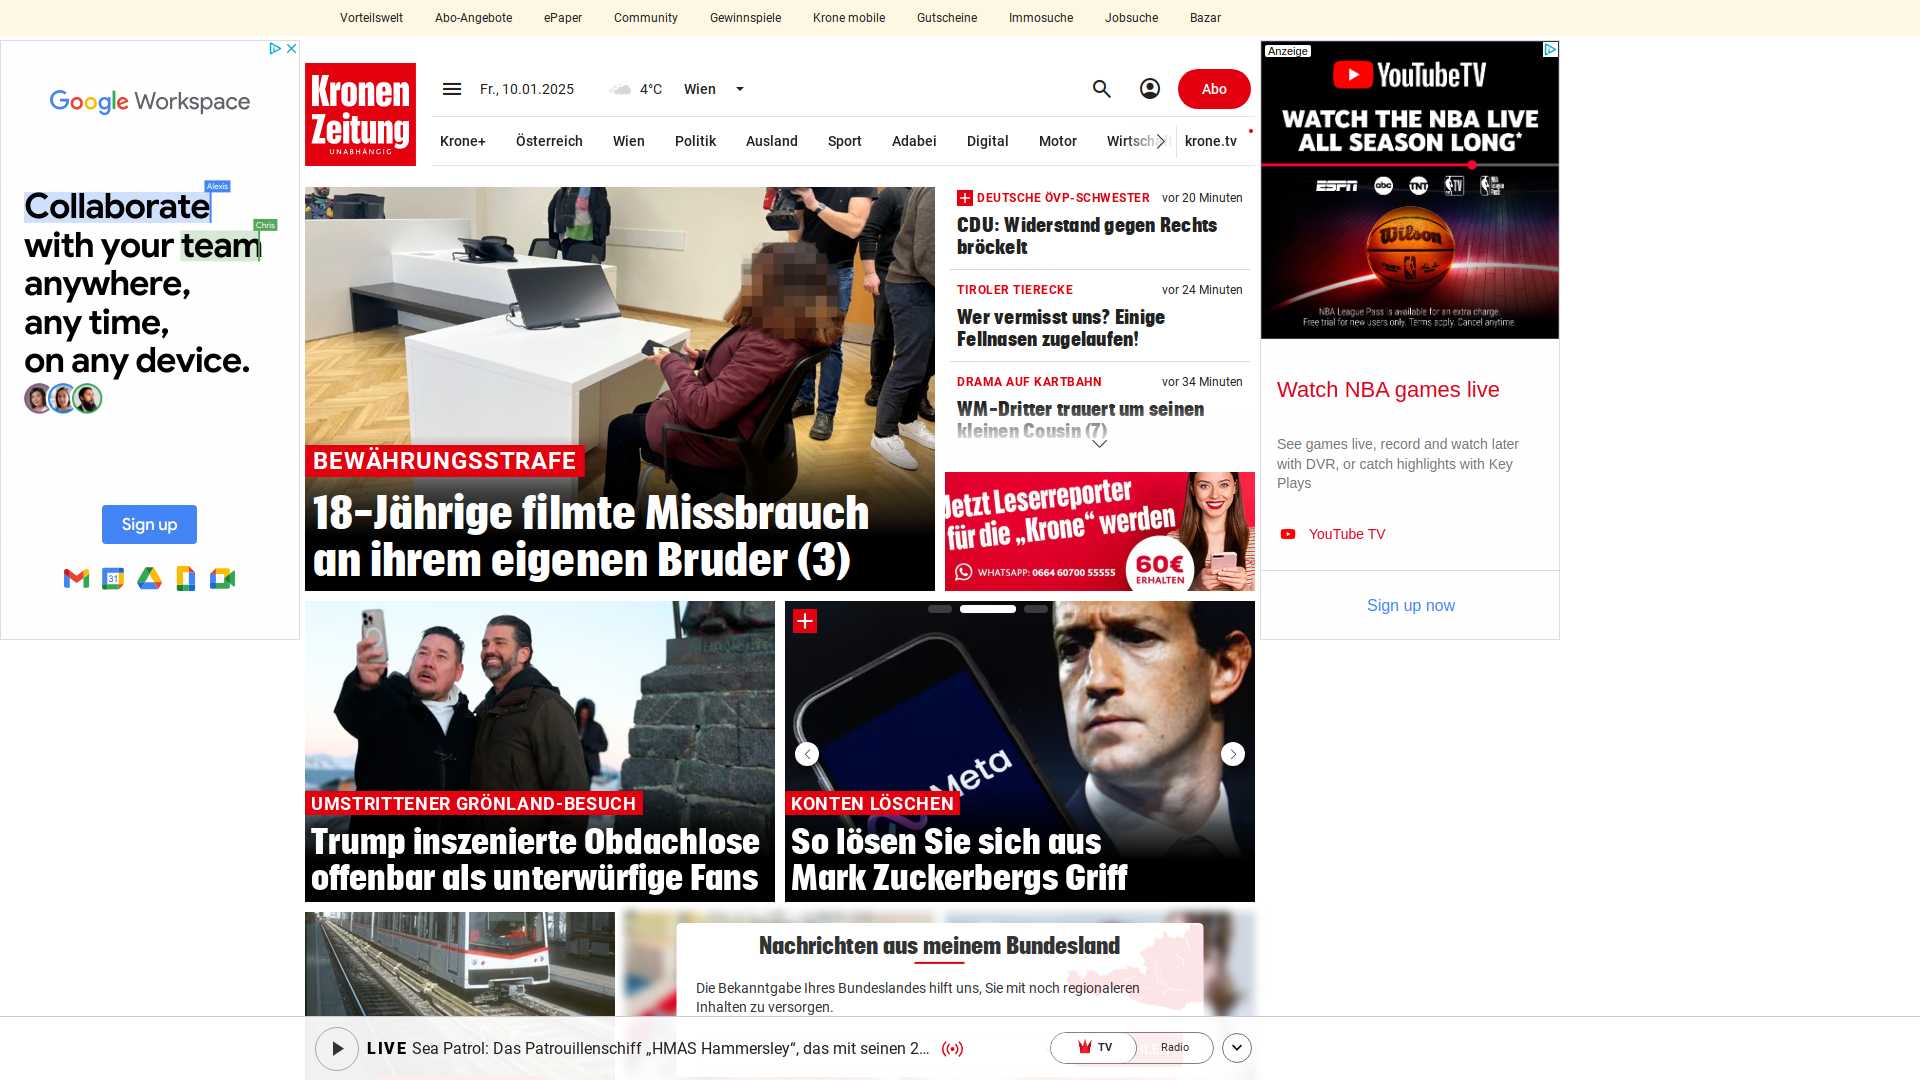 Vorteilswelt Abo-Angebote ePaper Community Gewinnspiele Krone mobile Gutscheine Immosuche Jobsuche Bazar
Google Workspace
Alexis
Collaborate
Chris
with your team
anywhere,
any time,
on any device.
Sign up
31
Kronen
Zeitung
UNABHÄNGIG
Fr., 10.01.2025
4°C
Wien
Abo
Krone+ Österreich Wien Politik Ausland Sport Adabei Digital Motor Wirtschaft krone.tv
BEWÄHRUNGSSTRAFE
18-Jährige filmte Missbrauch
an ihrem eigenen Bruder (3)
DEUTSCHE ÖVP-SCHWESTER vor 20 Minuten
CDU: Widerstand gegen Rechts
bröckelt
TIROLER TIERECKE vor 24 Minuten
Wer vermisst uns? Einige
Fellnasen zugelaufen!
DRAMA AUF KARTBAHN vor 34 Minuten
WM-Dritter trauert um seinen
kleinen Cousin (7)
Jetzt Leserreporter
für die „Krone“ werden
WHATSAPP: 0664 60700 55555
60€
ERHALTEN
UMSTRITTENER GRÖNLAND-BESUCH
Trump inszenierte Obdachlose
offenbar als unterwürfige Fans
Meta
KONTEN LÖSCHEN
So lösen Sie sich aus
Mark Zuckerbergs Griff
Nachrichten aus meinem Bundesland
Die Bekanntgabe Ihres Bundeslandes hilft uns, Sie mit noch regionaleren
Inhalten zu versorgen.
LIVE Sea Patrol: Das Patrouillenschiff „HMAS Hammersley“, das mit seinen 2...
TV
Radio
Anzeige
YouTubeTV
WATCH THE NBA LIVE
ALL SEASON LONG*
ESPN abc TNT
Wilson
NBA League Pass is available for an extra charge.
Free trial for new users only. Terms apply. Cancel anytime.
Watch NBA games live
See games live, record and watch later
with DVR, or catch highlights with Key
Plays
YouTube TV
Sign up now